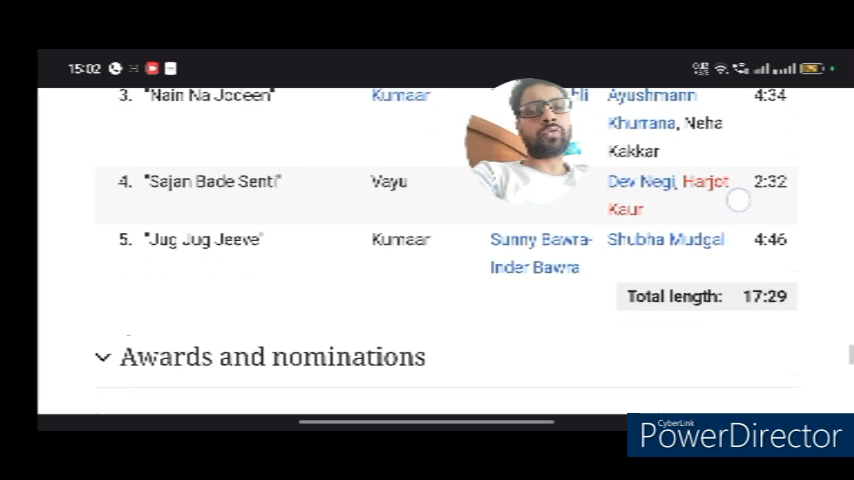 15:02
3. "Nain Na Jodeen" Kumaar Ayushmann Khurrana, Neha Kakkar 4:34
4. "Sajan Bade Senti" Vayu Dev Negi, Harjot Kaur 2:32
5. "Jug Jug Jeeve" Kumaar Sunny Bawra-Inder Bawra Shubha Mudgal 4:46
Total length: 17:29
Awards and nominations
CyberLink
PowerDirector